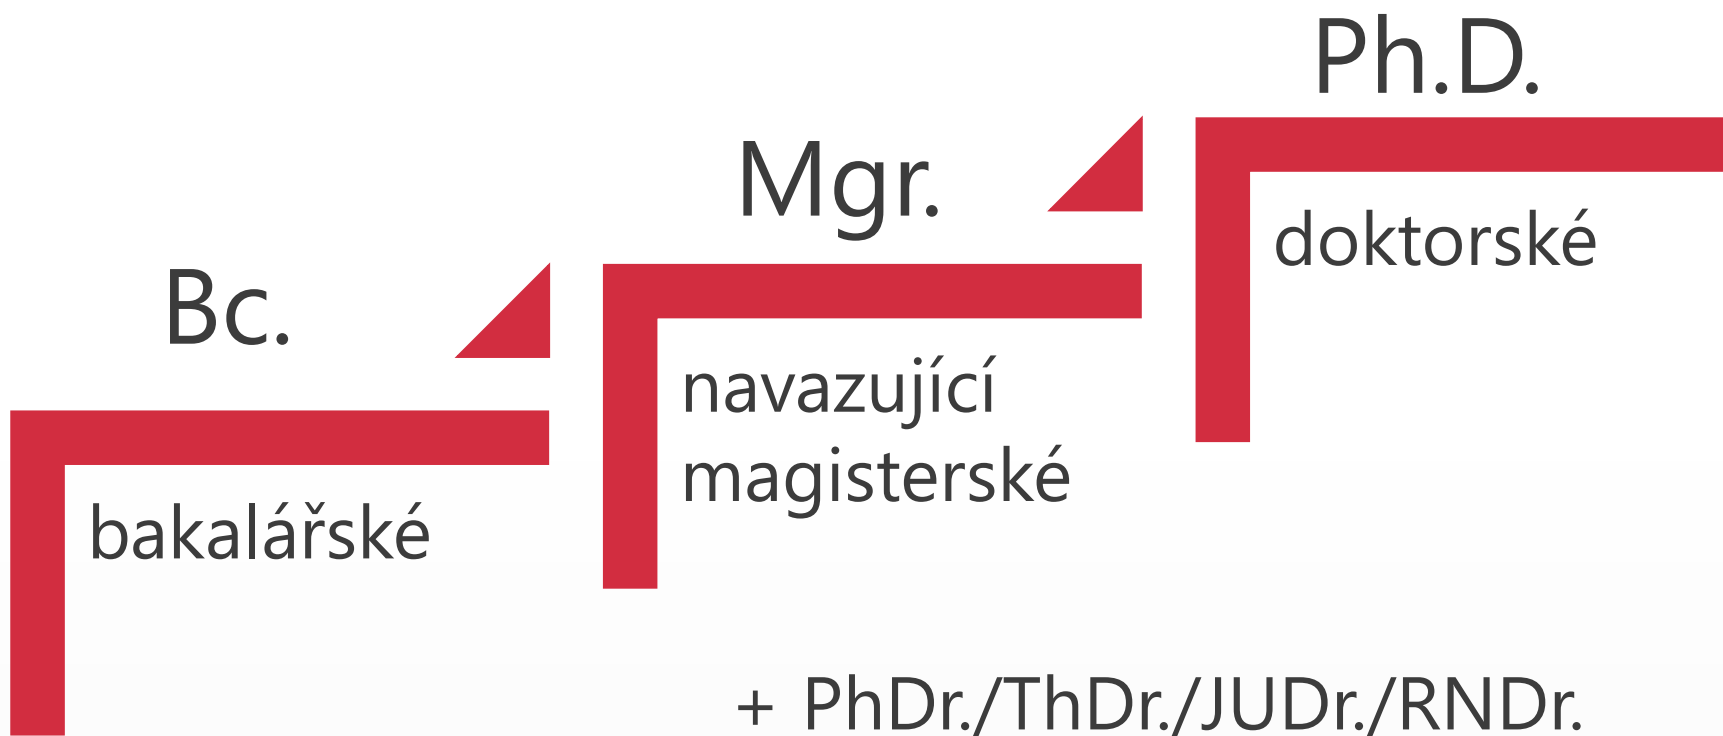 Bc.
bakalářské
Mgr.
navazující
magisterské
Ph.D.
doktorské
+ PhDr./ThDr./JUDr./RNDr.